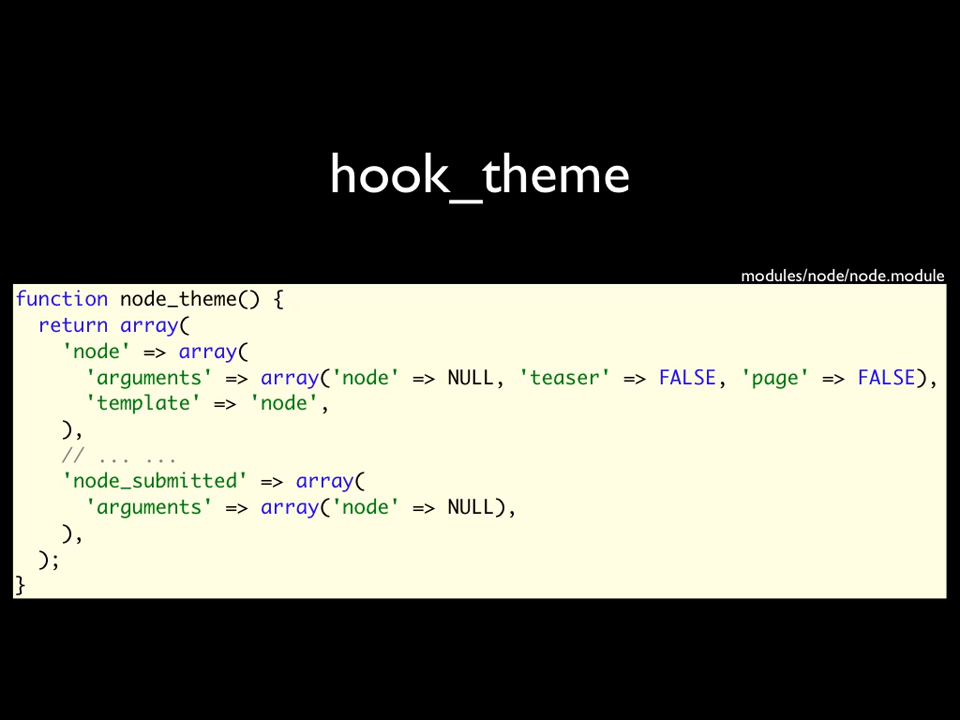 hook_theme
modules/node/node.module
function node_theme() {
  return array(
    'node' => array(
      'arguments' => array('node' => NULL, 'teaser' => FALSE, 'page' => FALSE),
      'template' => 'node',
    ),
    // ... ...
    'node_submitted' => array(
      'arguments' => array('node' => NULL),
    ),
  );
}